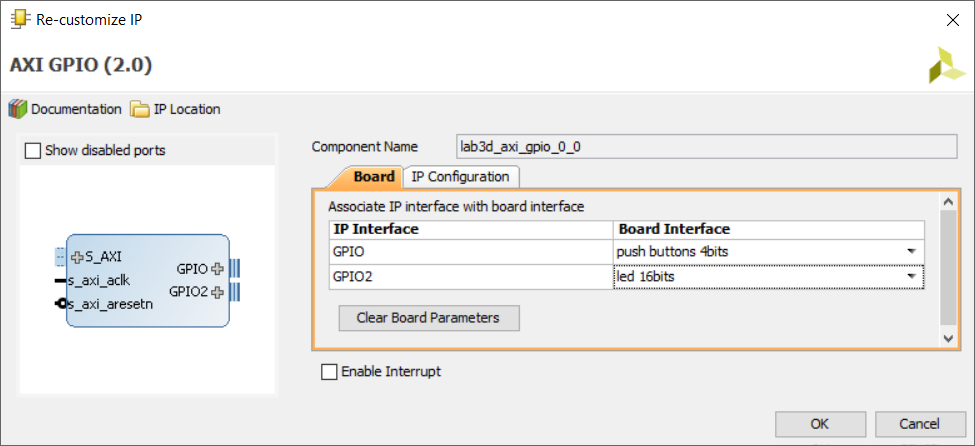 Re-customize IP
AXI GPIO (2.0)
Documentation IP Location
Show disabled ports
S_AXI
s_axi_aclk
s_axi_aresetn
GPIO
GPIO2
Component Name lab3d_axi_gpio_0_0
Board IP Configuration
Associate IP interface with board interface
IP Interface Board Interface
GPIO push buttons 4bits
GPIO2 led 16bits
Clear Board Parameters
Enable Interrupt
OK Cancel